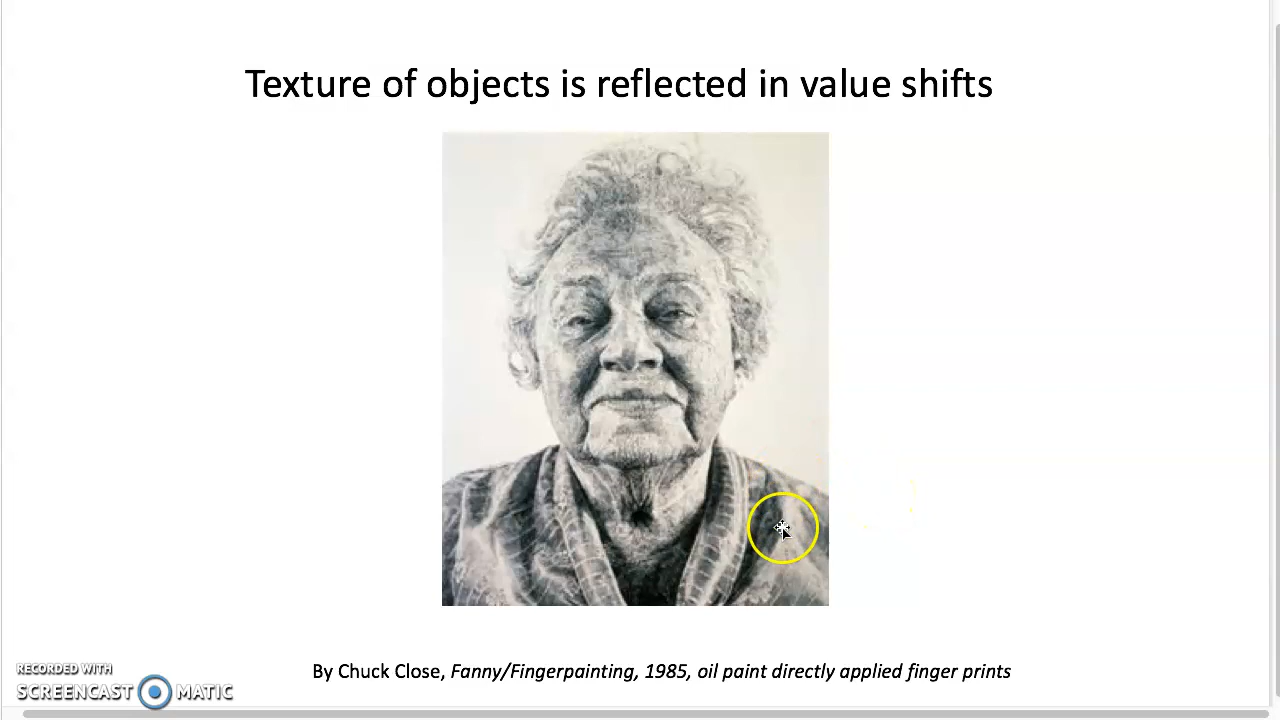 Texture of objects is reflected in value shifts
By Chuck Close, Fanny/Fingerpainting, 1985, oil paint directly applied finger prints
RECORDED WITH
SCREENCAST MATIC